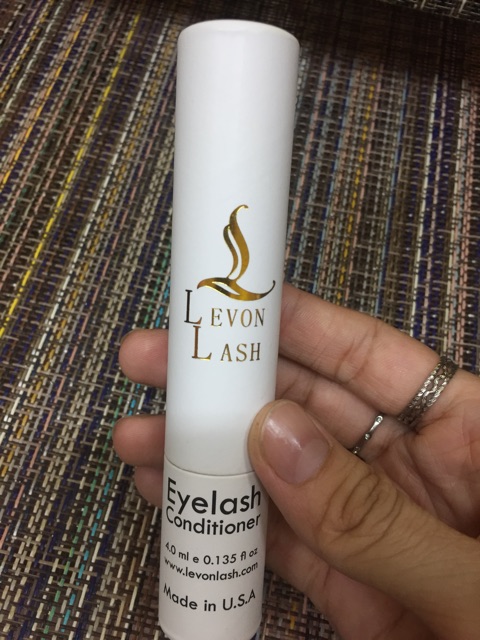 LEVON
LASH
Eyelash
Conditioner
4.0 ml e 0.135 fl oz
www.levonlash.com
Made in U.S.A